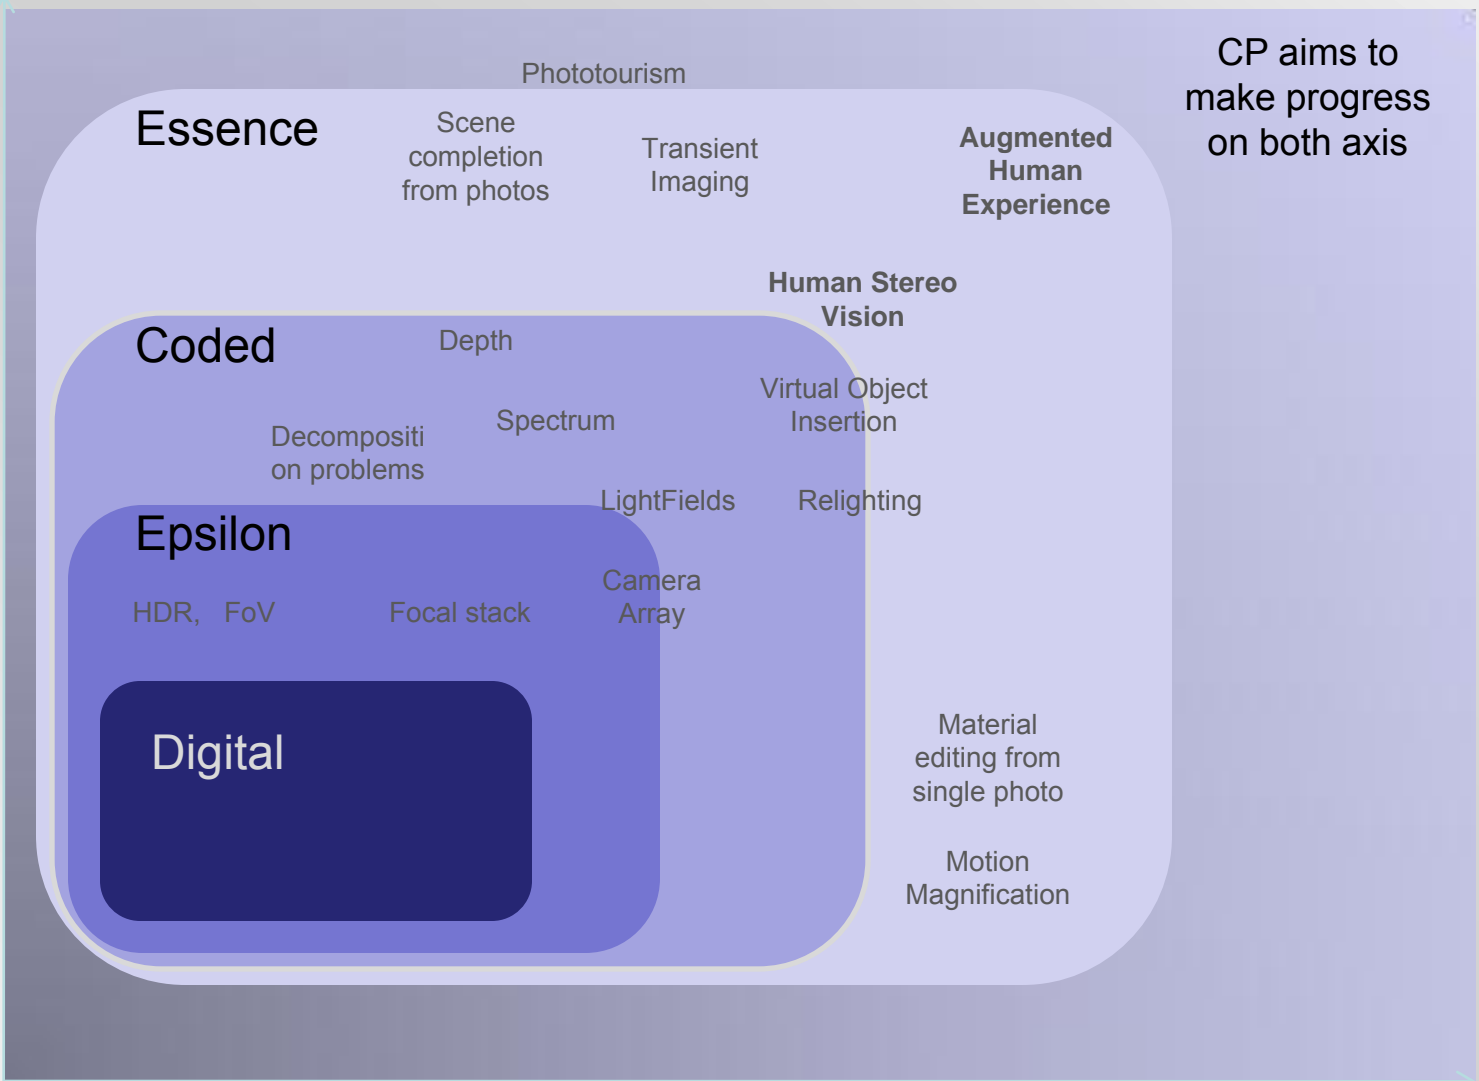 CP aims to
make progress
on both axis
Phototourism
Essence
Scene
completion
from photos
Transient
Imaging
Augmented
Human
Experience
Human Stereo
Vision
Coded
Depth
Virtual Object
Insertion
Spectrum
Decompositi
on problems
LightFields
Relighting
Epsilon
Camera
Array
HDR, FoV
Focal stack
Digital
Material
editing from
single photo
Motion
Magnification